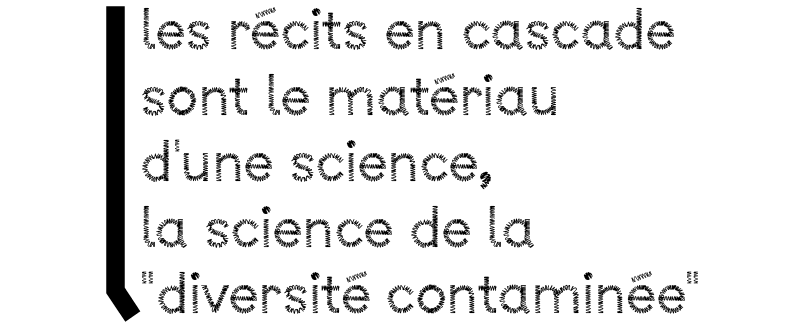 les récits en cascade
sont le matériau
d'une science,
la science de la
"diversité contaminée"